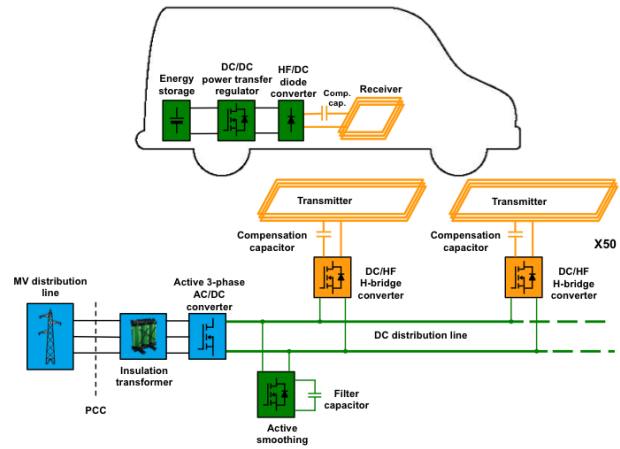 DC/DC
power transfer
regulator
HF/DC
diode
converter
Energy
storage
Comp.
cap.
Receiver
Transmitter
Transmitter
Compensation
capacitor
Compensation
capacitor
X50
DC/HF
H-bridge
converter
DC/HF
H-bridge
converter
MV distribution
line
Active 3-phase
AC/DC
converter
DC distribution line
Insulation
transformer
PCC
Filter
capacitor
Active
smoothing